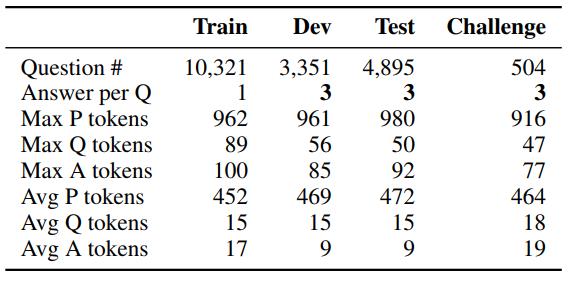 Train Dev Test Challenge
Question # 10,321 3,351 4,895 504
Answer per Q 1 3 3 3
Max P tokens 962 961 980 916
Max Q tokens 89 56 50 47
Max A tokens 100 85 92 77
Avg P tokens 452 469 472 464
Avg Q tokens 15 15 15 18
Avg A tokens 17 9 9 19